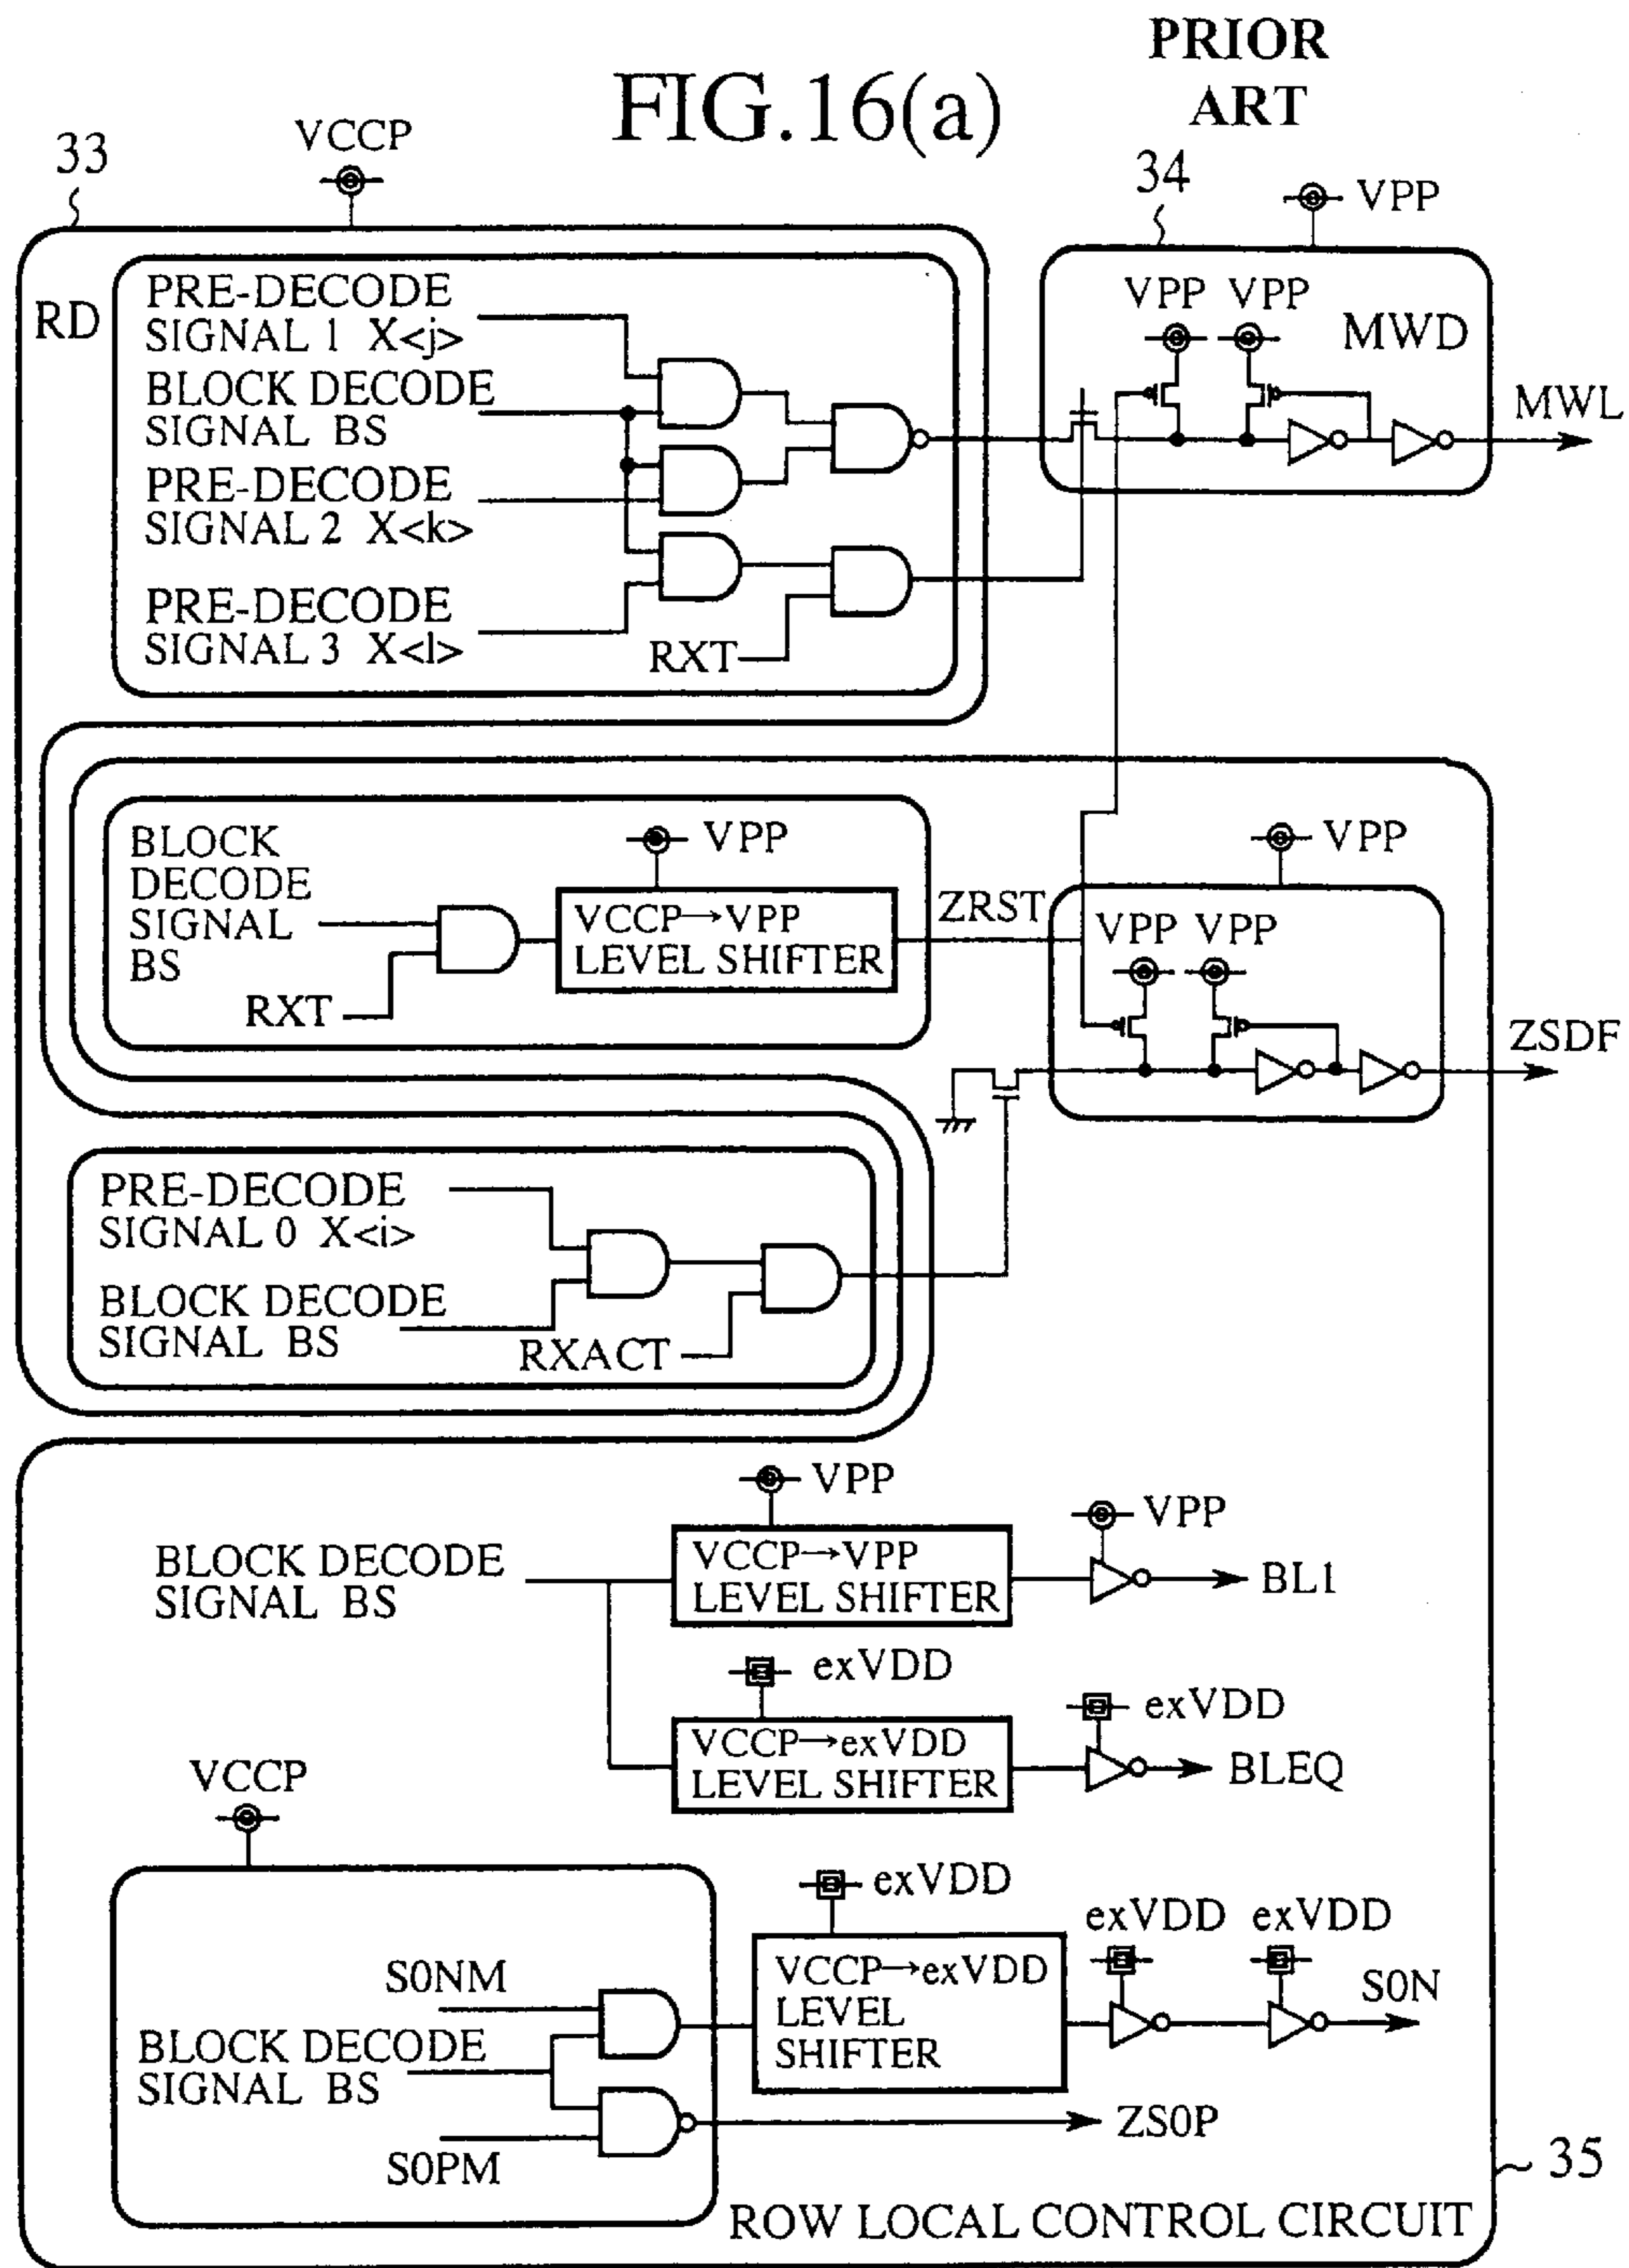 PRIOR
ART
FIG.16(a)
33
VCCP
34
VPP
RD
PRE-DECODE
SIGNAL 1 X<j>
BLOCK DECODE
SIGNAL BS
PRE-DECODE
SIGNAL 2 X<k>
PRE-DECODE
SIGNAL 3 X<l>
RXT
VPP VPP
MWD
MWL
BLOCK
DECODE
SIGNAL
BS
RXT
VPP
VCCP→VPP
LEVEL SHIFTER
ZRST
VPP
VPP VPP
ZSDF
PRE-DECODE
SIGNAL 0 X<i>
BLOCK DECODE
SIGNAL BS
RXACT
BLOCK DECODE
SIGNAL BS
VPP
VCCP→VPP
LEVEL SHIFTER
VPP
BL1
exVDD
VCCP→exVDD
LEVEL SHIFTER
exVDD
BLEQ
VCCP
S0NM
BLOCK DECODE
SIGNAL BS
S0PM
exVDD
VCCP→exVDD
LEVEL
SHIFTER
exVDD exVDD
S0N
ZS0P
35
ROW LOCAL CONTROL CIRCUIT